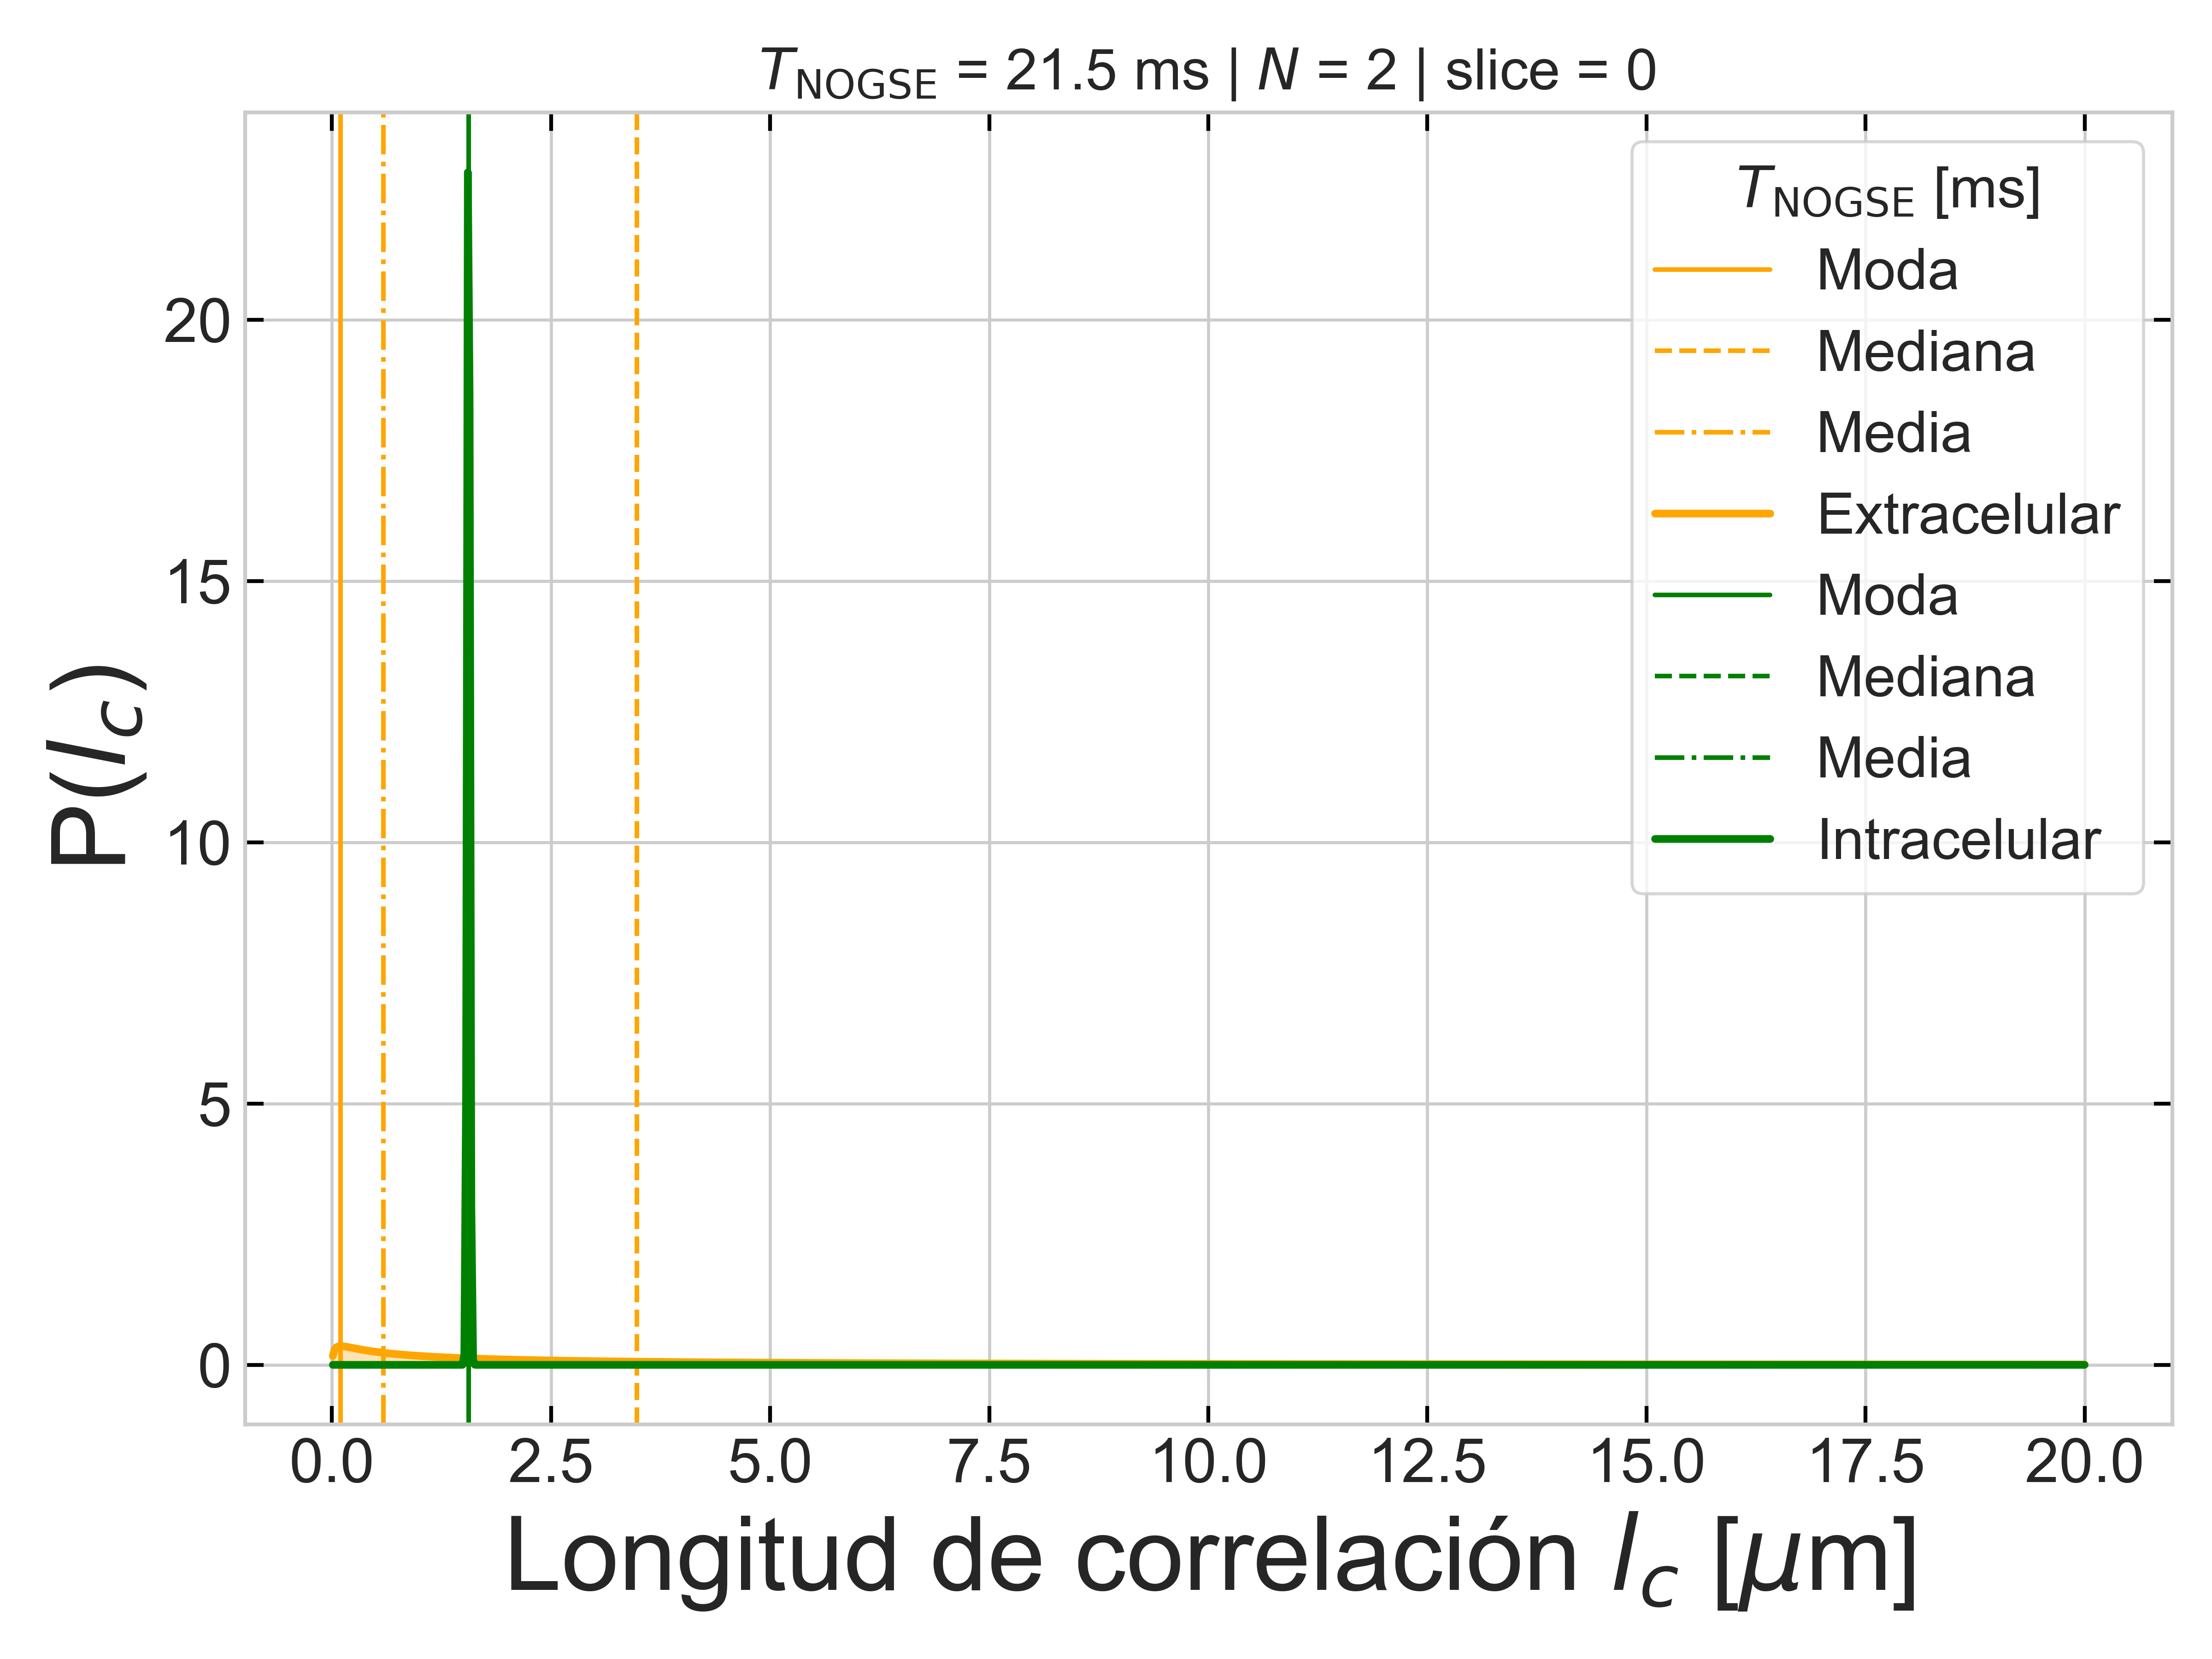 T_NOGSE = 21.5 ms | N = 2 | slice = 0
T_NOGSE [ms]
Moda
Mediana
Media
Extracelular
Moda
Mediana
Media
Intracelular
P(l_c)
20
15
10
5
0
0.0 2.5 5.0 7.5 10.0 12.5 15.0 17.5 20.0
Longitud de correlación l_c [μm]